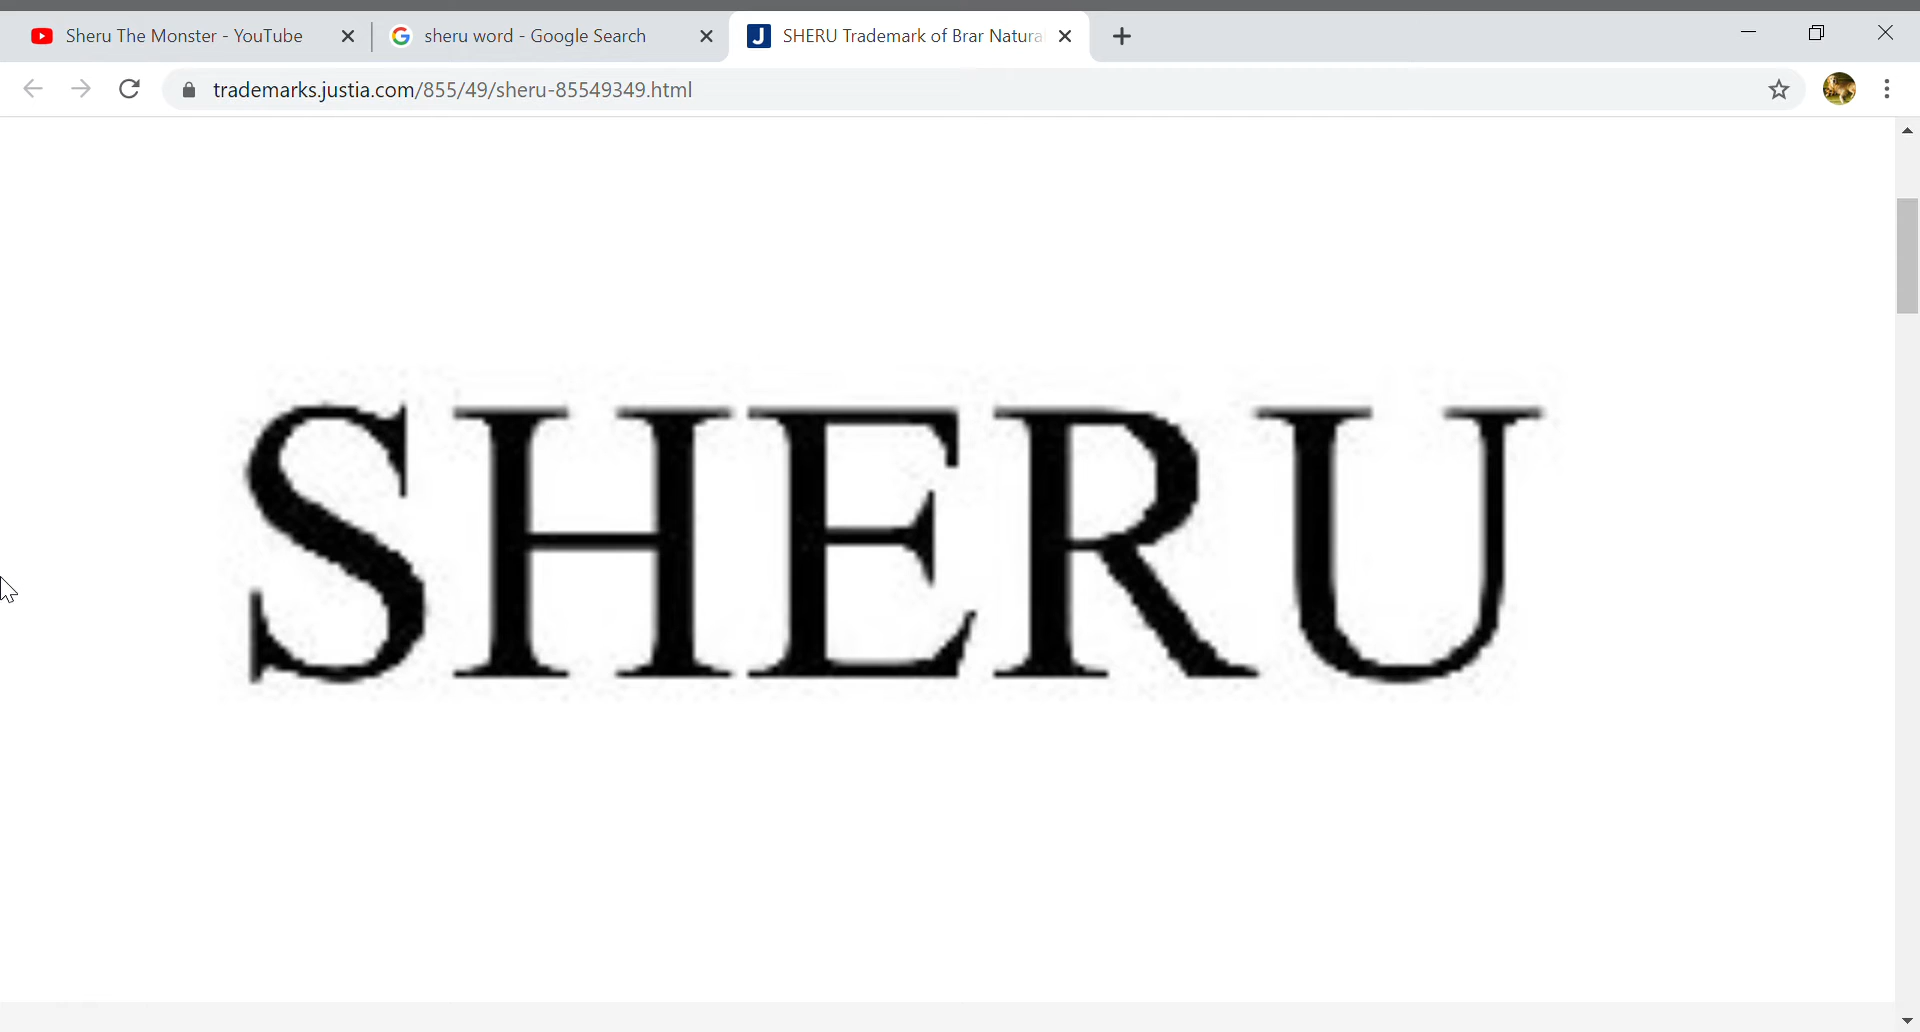 Sheru The Monster - YouTube
sheru word - Google Search
SHERU Trademark of Brar Natura
trademarks.justia.com/855/49/sheru-85549349.html
SHERU